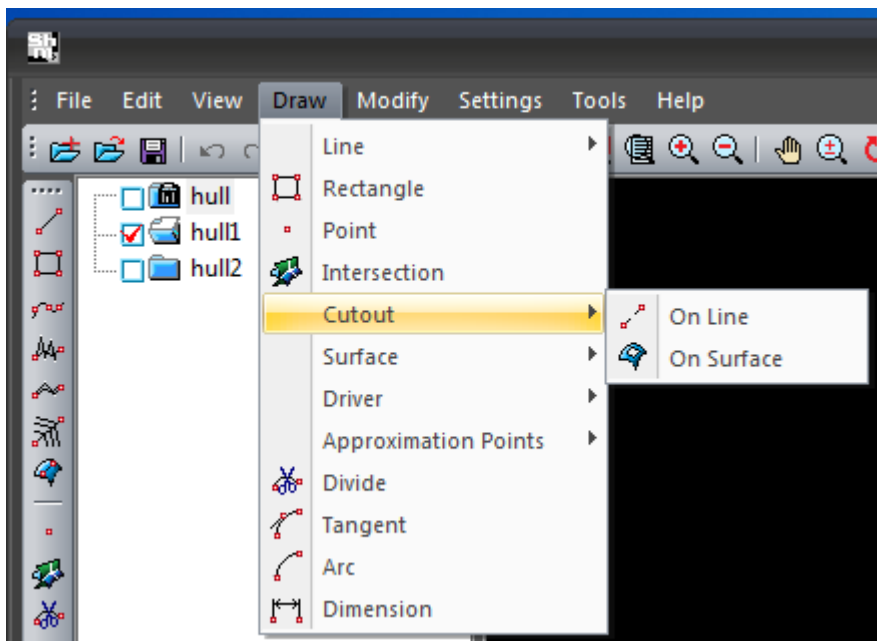 File Edit View Draw Modify Settings Tools Help
hull
hull1
hull2
Line
Rectangle
Point
Intersection
Cutout
Surface
Driver
Approximation Points
Divide
Tangent
Arc
Dimension
On Line
On Surface